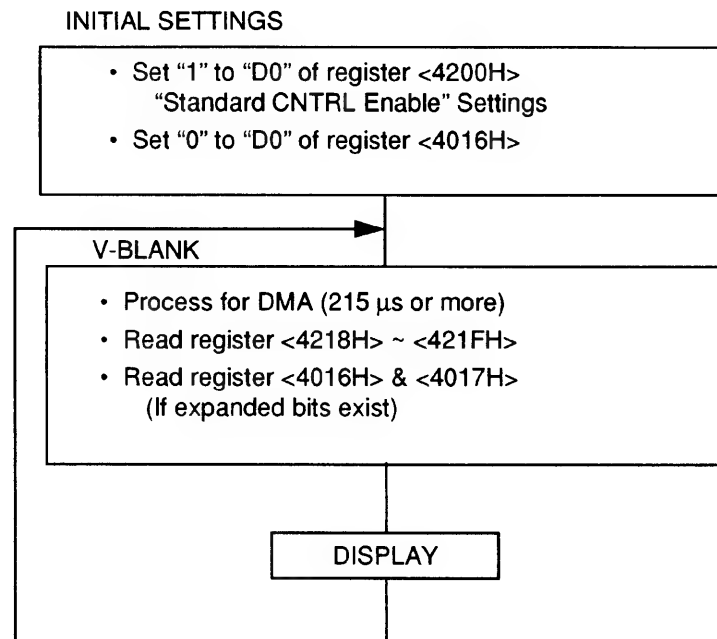 INITIAL SETTINGS
• Set “1” to “D0” of register <4200H>
“Standard CNTRL Enable” Settings
• Set “0” to “D0” of register <4016H>
V-BLANK
• Process for DMA (215 µs or more)
• Read register <4218H> ~ <421FH>
• Read register <4016H> & <4017H>
(If expanded bits exist)
DISPLAY